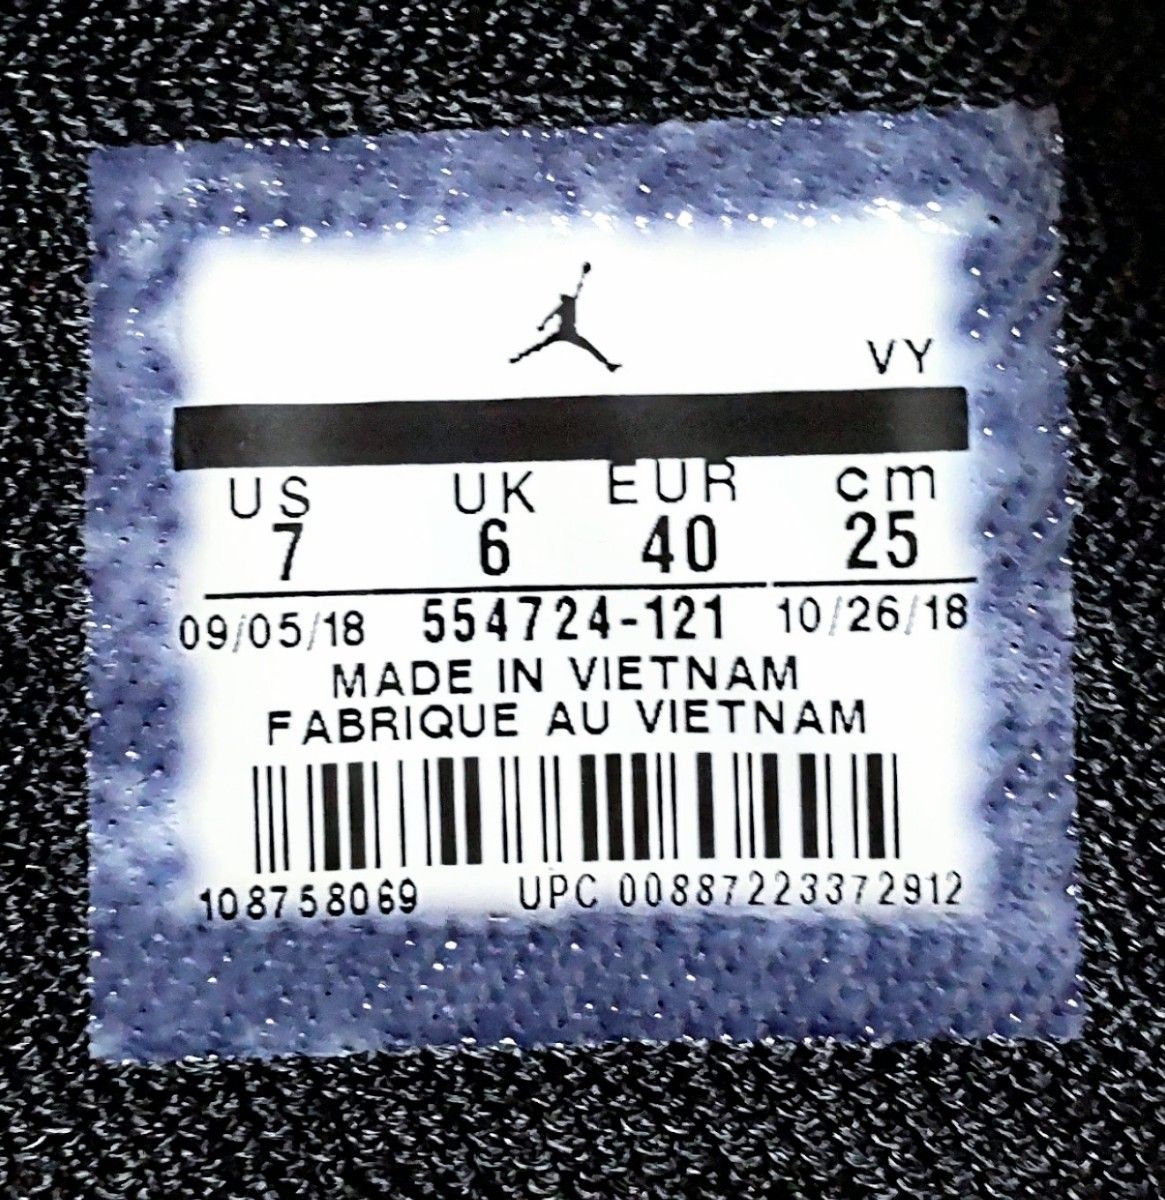 VY
US UK EUR cm
7 6 40 25
09/05/18 554724-121 10/26/18
MADE IN VIETNAM
FABRIQUE AU VIETNAM
108758069 UPC 00887223372912